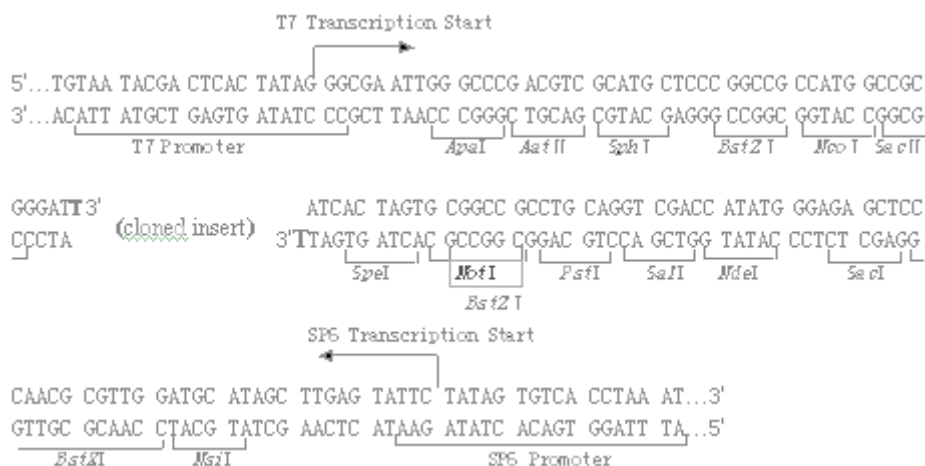 T7 Transcription Start
5'...TGTAA TACGA CTCAC TATAG GGCGA ATTGG GCCCG ACGTC GCATG CTCCC GGCCG CCATG GCCGC
3'...ACATT ATGCT GAGTG ATATC CCGCT TAACC CGGGC TGCAG CGTAC GAGGG CCGGC GGTAC CGGCG
T7 Promoter ApaI AatII SphI BstZI NcoI SacII
GGGATT3' (cloned insert) ATCAC TAGTG CGGCC GCCTG CAGGT CGACC ATATG GGAGA GCTCC
CCCTA 3'TTAGTG ATCAC GCCGG CGGAC GTCCA GCTGG TATAC CCTCT CGAGG
SpeI NotI PstI SalI NdeI SacI
BstZI
SP6 Transcription Start
CAACG CGTTG GATGC ATAGC TTGAG TATTC TATAG TGTCA CCTAA AT...3'
GTTGC GCAAC CTACG TATCG AACTC ATAAG ATATC ACAGT GGATT TA...5'
BstXI NsiI SP6 Promoter